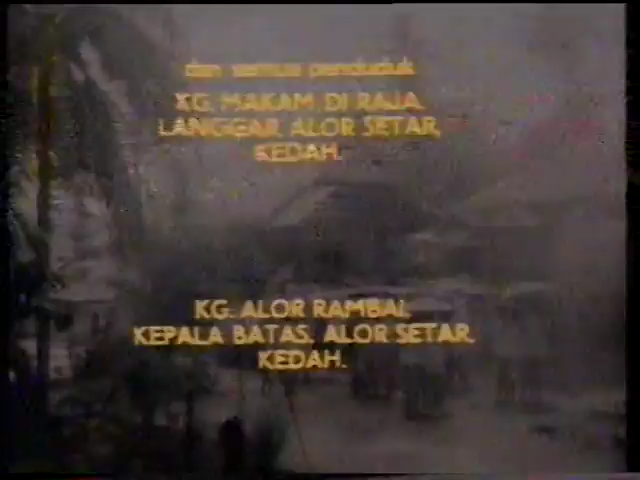 dan semua penduduk
KG. MAKAM DI RAJA.
LANGGAR, ALOR SETAR,
KEDAH.
KG. ALOR RAMBAI.
KEPALA BATAS, ALOR SETAR.
KEDAH.